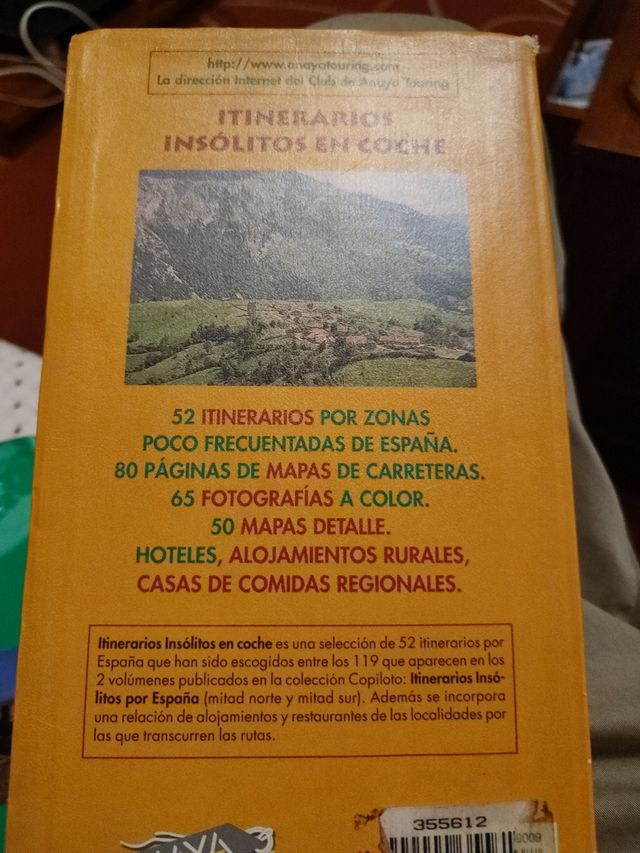 http://www.anayatouring.com
La dirección Internet del Club de Anaya Touring
ITINERARIOS
INSÓLITOS EN COCHE
52 ITINERARIOS POR ZONAS
POCO FRECUENTADAS DE ESPAÑA.
80 PÁGINAS DE MAPAS DE CARRETERAS.
65 FOTOGRAFÍAS A COLOR.
50 MAPAS DETALLE.
HOTELES, ALOJAMIENTOS RURALES,
CASAS DE COMIDAS REGIONALES.
Itinerarios Insólitos en coche es una selección de 52 itinerarios por
España que han sido escogidos entre los 119 que aparecen en los
2 volúmenes publicados en la colección Copiloto: Itinerarios Insó-
litos por España (mitad norte y mitad sur). Además se incorpora
una relación de alojamientos y restaurantes de las localidades por
las que transcurren las rutas.
355612